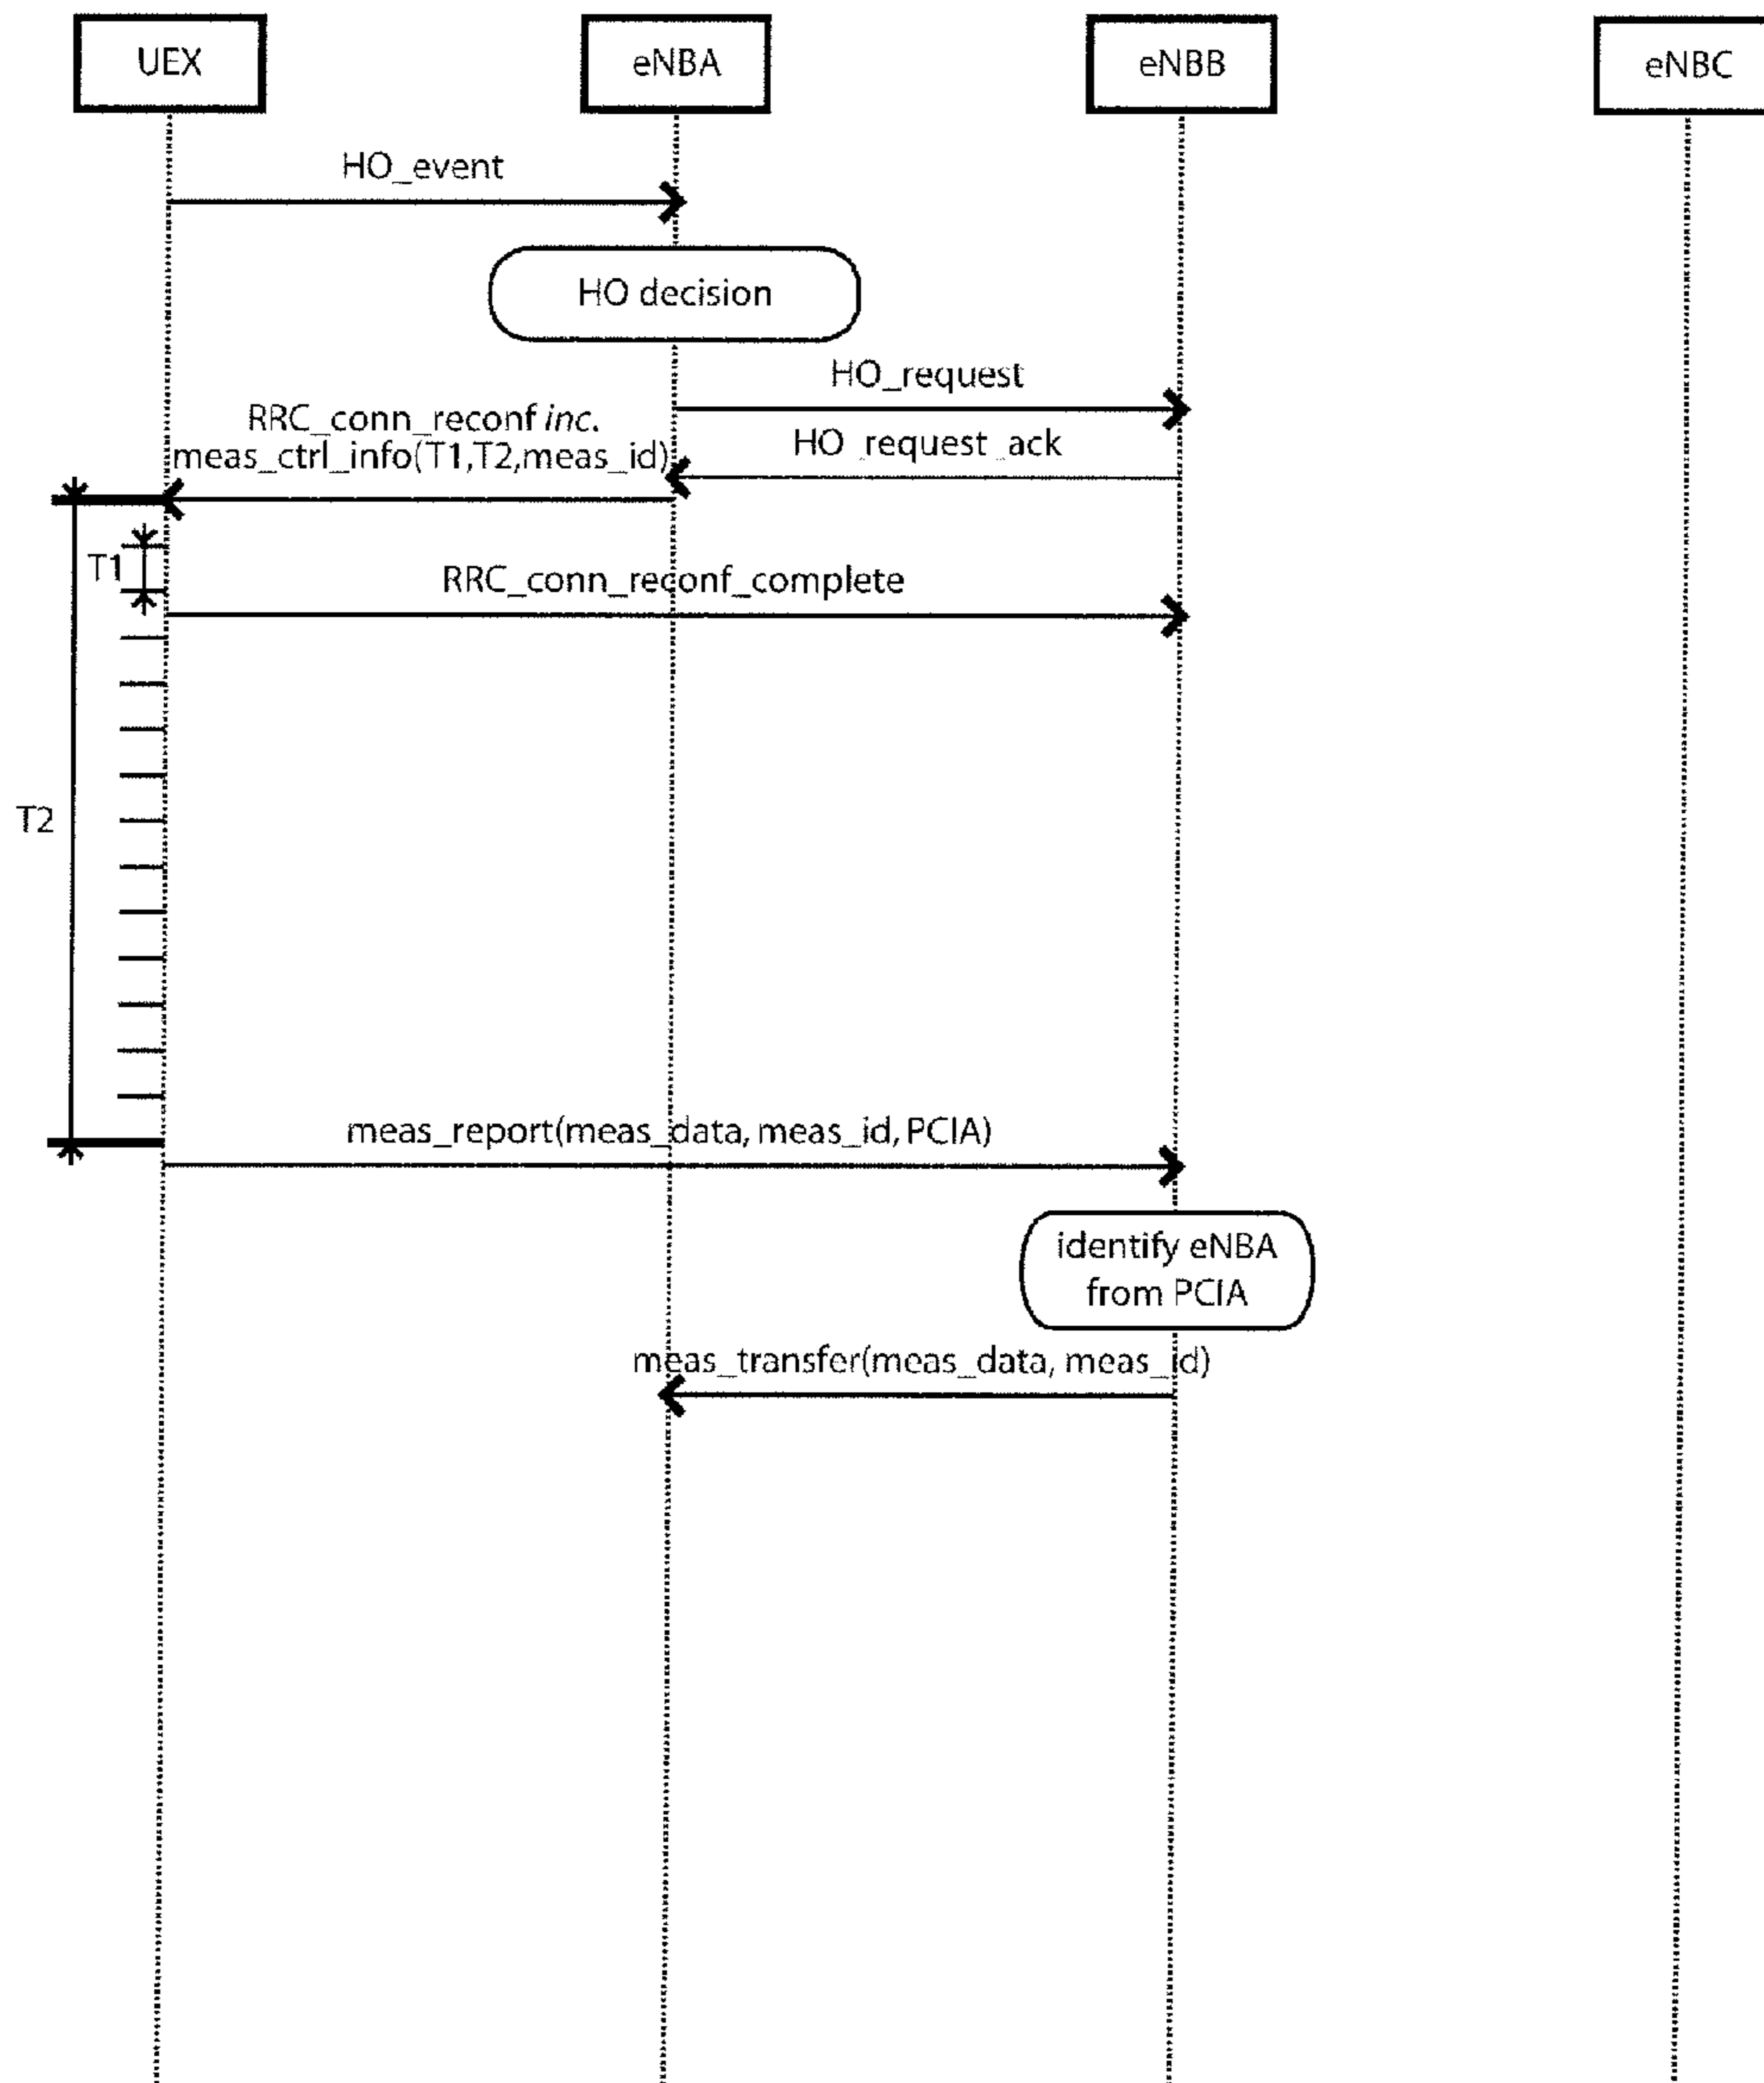 UEX
eNBA
eNBB
eNBC
HO_event
HO decision
HO_request
RRC_conn_reconf inc.
meas_ctrl_info(T1,T2,meas_id)
HO_request_ack
T1
RRC_conn_reconf_complete
T2
meas_report(meas_data, meas_id, PCIA)
identify eNBA
from PCIA
meas_transfer(meas_data, meas_id)